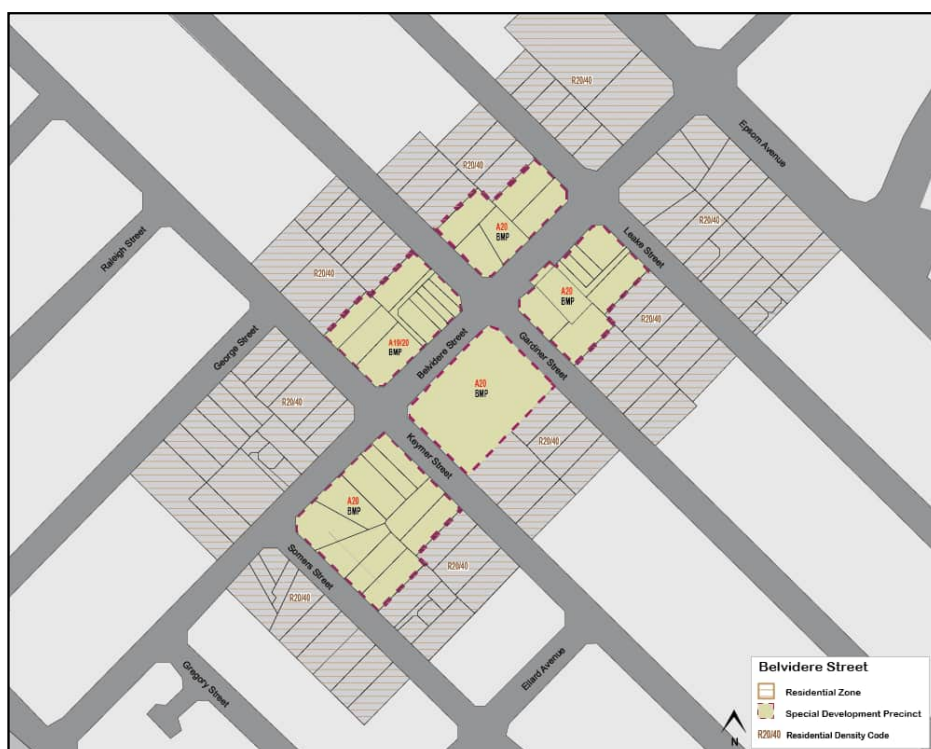 R20/40
Epsom Avenue
R20/40
R20/40
Leake Street
A20
BMP
Raleigh Street
R20/40
A20
BMP
R20/40
George Street
A19/20
BMP
Belvidere Street
Gardiner Street
A20
BMP
R20/40
R20/40
Keymer Street
A20
BMP
R20/40
Somers Street
R20/40
Gregory Street
Ellard Avenue
Belvidere Street
Residential Zone
Special Development Precinct
R20/40 Residential Density Code
N